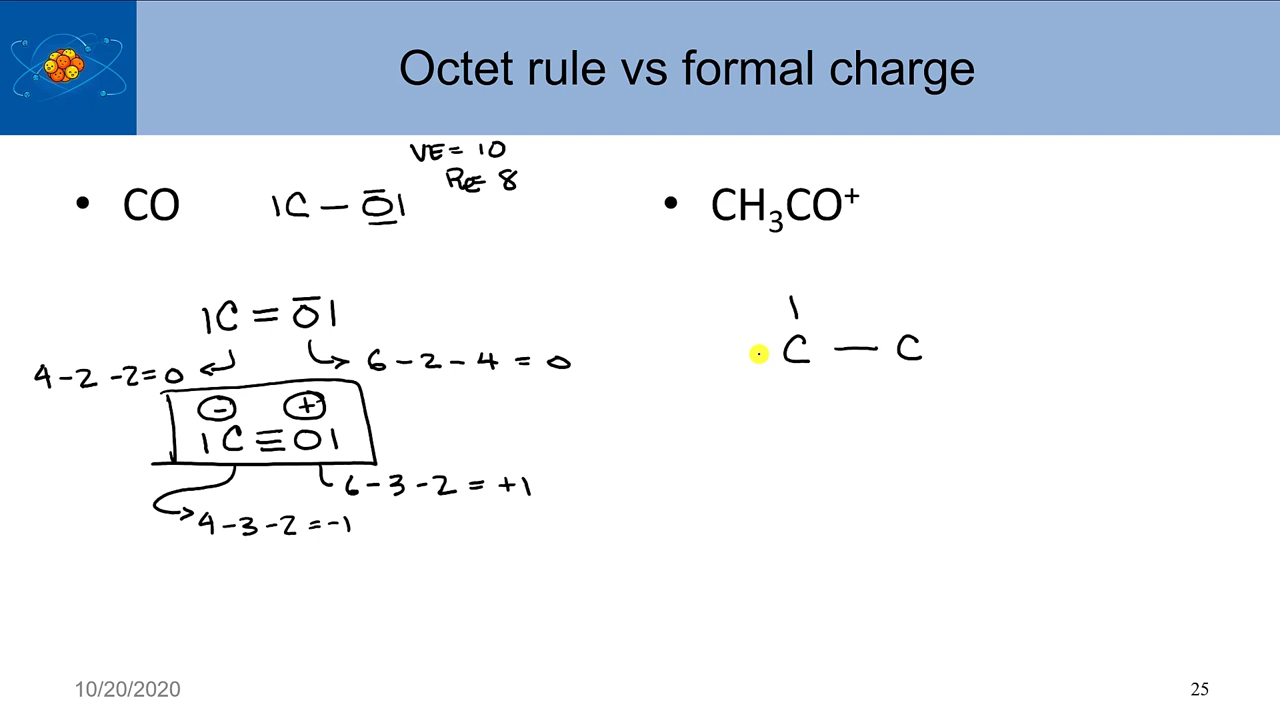 Octet rule vs formal charge
VE = 10
Re= 8
• CO
|C — O̲̅|
|C = O̅|
4 - 2 - 2 = 0
6 - 2 - 4 = 0
⊖ ⊕
|C ≡ O|
6 - 3 - 2 = +1
4 - 3 - 2 = -1
• CH₃CO⁺
|
C — C
10/20/2020
25